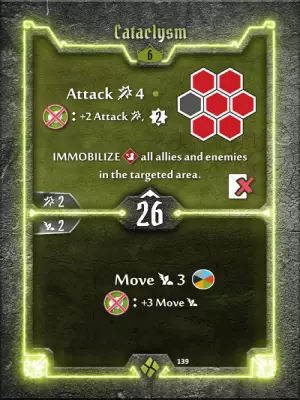 Cataclysm
6
Attack 4
: +2 Attack , 2
IMMOBILIZE all allies and enemies
in the targeted area.
2
26
2
Move 3
: +3 Move
139